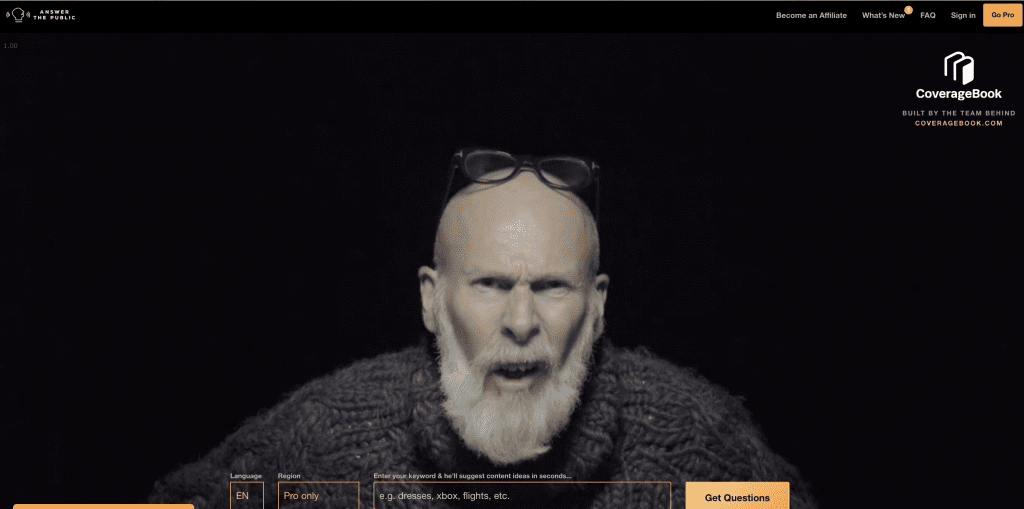 ANSWER
THE PUBLIC
Become an Affiliate
What's New
1
FAQ
Sign in
Go Pro
1.00
CoverageBook
BUILT BY THE TEAM BEHIND
COVERAGEBOOK.COM
Language
Region
Enter your keyword & he'll suggest content ideas in seconds...
EN
Pro only
e.g. dresses, xbox, flights, etc.
Get Questions